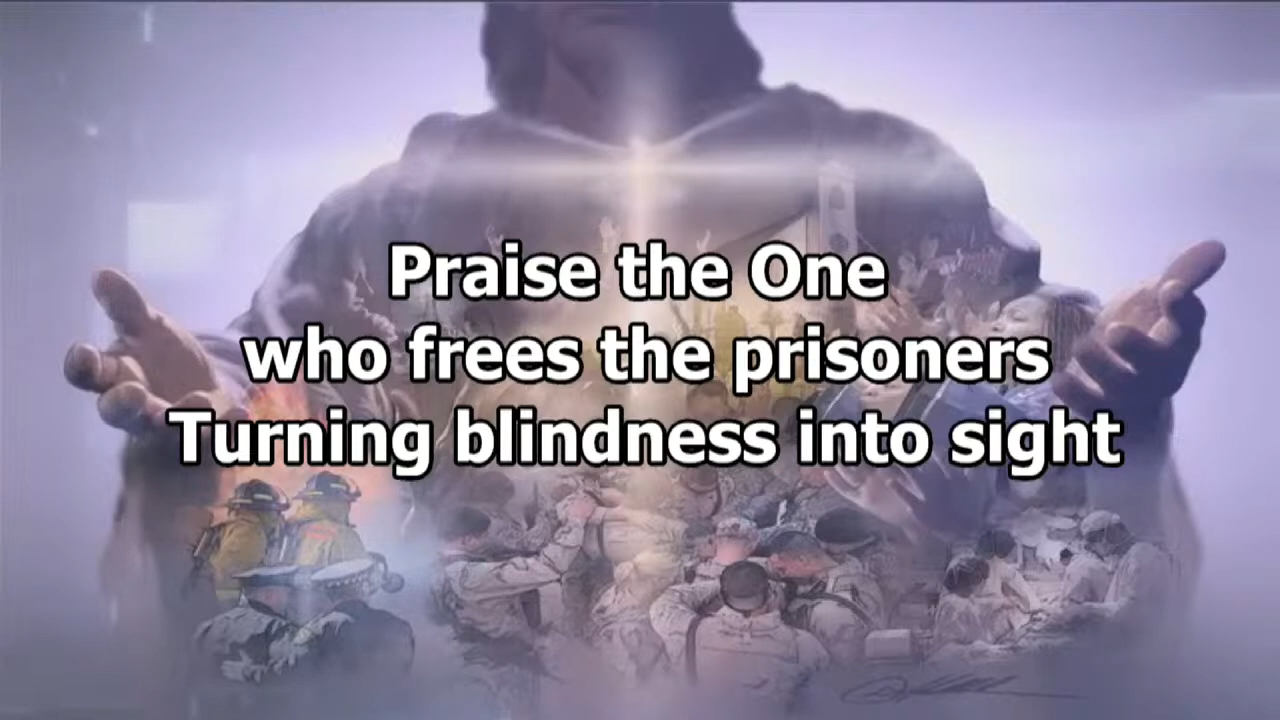 Praise the One
who frees the prisoners
Turning blindness into sight